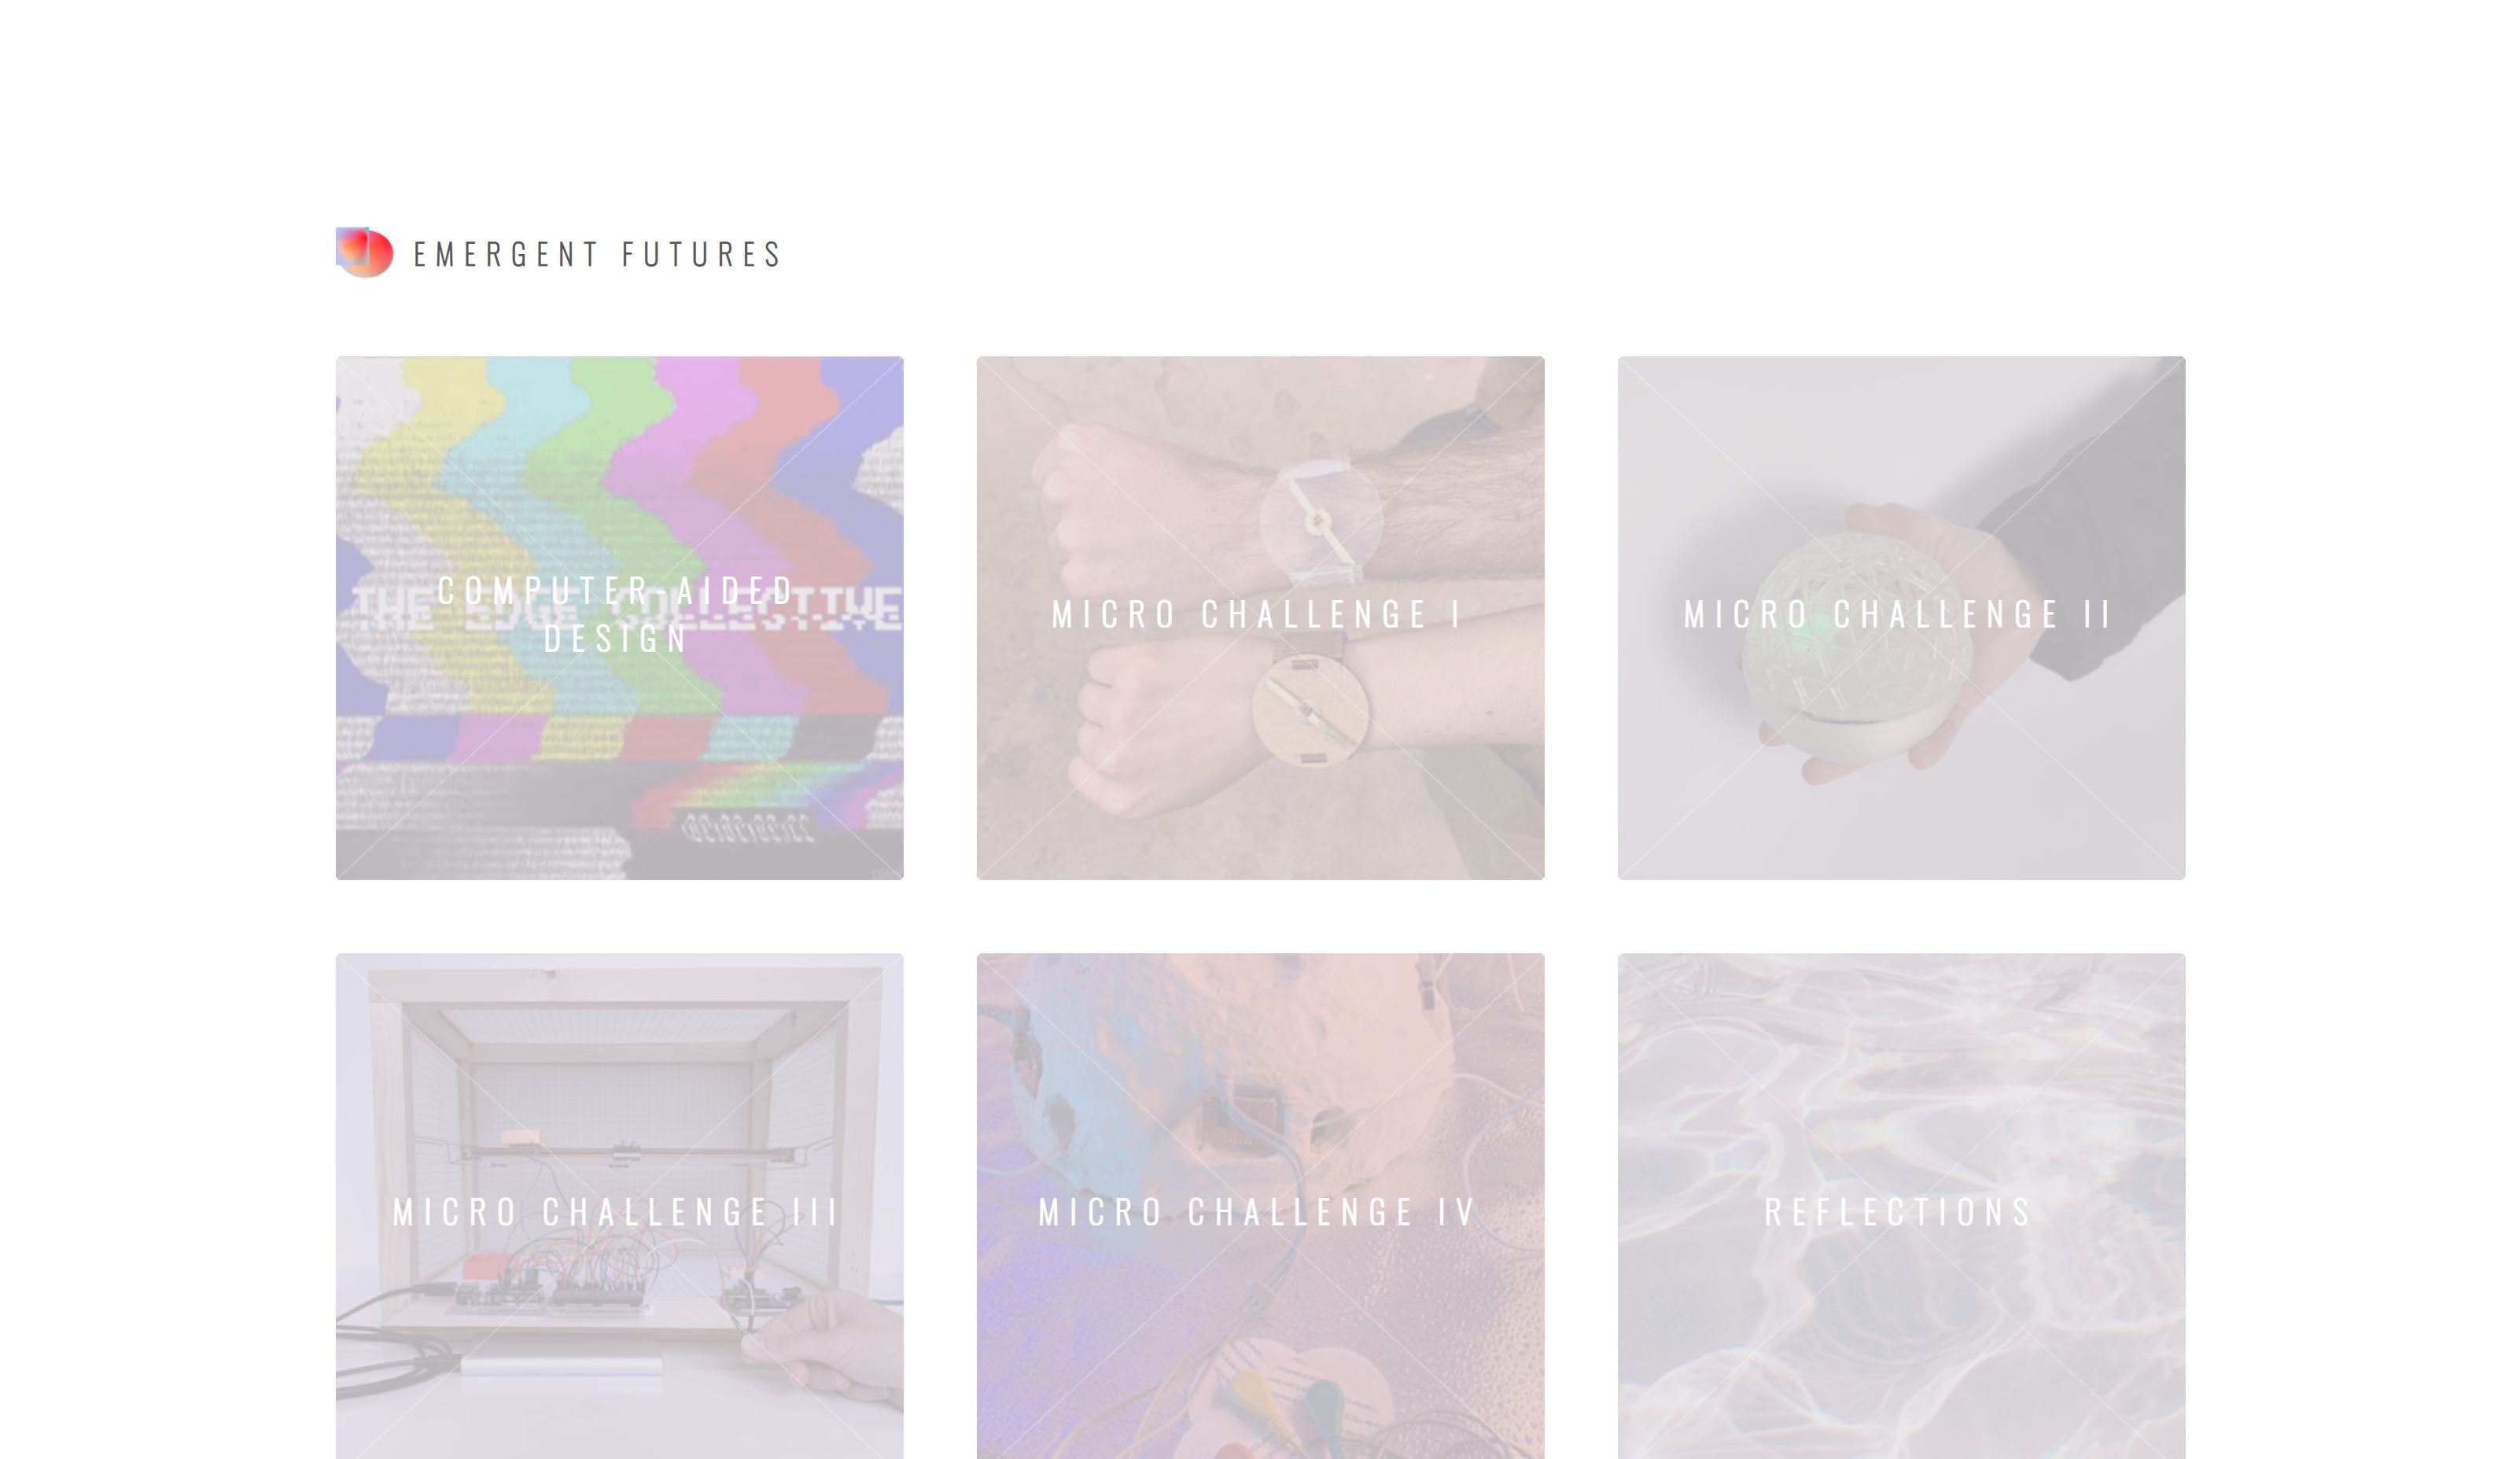 EMERGENT FUTURES
COMPUTER-AIDED
DESIGN
THE EDGE COLLECTIVE
MICRO CHALLENGE I
MICRO CHALLENGE II
MICRO CHALLENGE III
MICRO CHALLENGE IV
REFLECTIONS